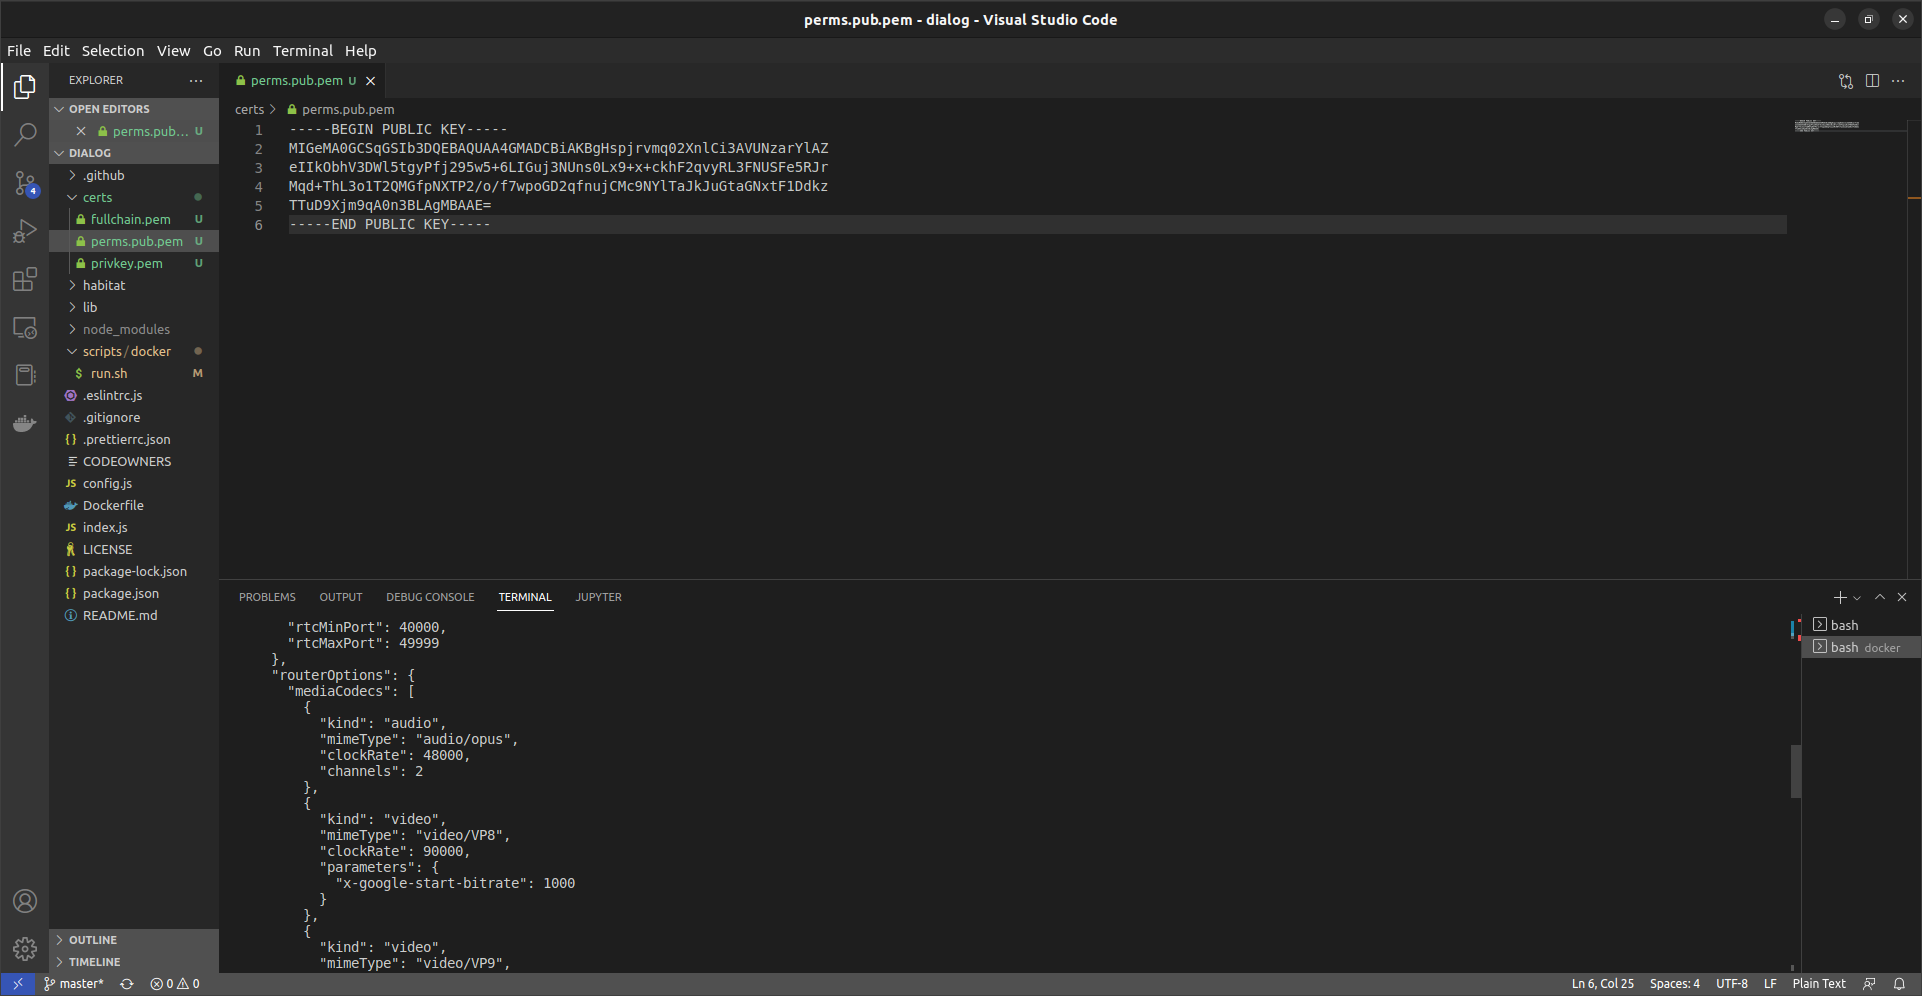 perms.pub.pem - dialog - Visual Studio Code
File Edit Selection View Go Run Terminal Help
EXPLORER
OPEN EDITORS
perms.pub... U
DIALOG
.github
certs
fullchain.pem U
perms.pub.pem U
privkey.pem U
habitat
lib
node_modules
scripts/docker
$ run.sh M
.eslintrc.js
.gitignore
{} .prettierrc.json
CODEOWNERS
JS config.js
Dockerfile
JS index.js
LICENSE
{} package-lock.json
{} package.json
README.md
OUTLINE
TIMELINE
4
perms.pub.pem U
certs > perms.pub.pem
1 -----BEGIN PUBLIC KEY-----
2 MIGeMA0GCSqGSIb3DQEBAQUAA4GMADCBiAKBgHspjrvmq02XnlCi3AVUNzarYlAZ
3 eIIkObhV3DWl5tgyPfj295w5+6LIGuj3NUns0Lx9+x+ckhF2qvyRL3FNUSFe5RJr
4 Mqd+ThL3o1T2QMGfpNXTP2/o/f7wpoGD2qfnujCMc9NYlTaJkJuGtaGNxtF1Ddkz
5 TTuD9Xjm9qA0n3BLAgMBAAE=
6 -----END PUBLIC KEY-----
PROBLEMS OUTPUT DEBUG CONSOLE TERMINAL JUPYTER
"rtcMinPort": 40000,
"rtcMaxPort": 49999
},
"routerOptions": {
"mediaCodecs": [
{
"kind": "audio",
"mimeType": "audio/opus",
"clockRate": 48000,
"channels": 2
},
{
"kind": "video",
"mimeType": "video/VP8",
"clockRate": 90000,
"parameters": {
"x-google-start-bitrate": 1000
}
},
{
"kind": "video",
"mimeType": "video/VP9",
bash
bash docker
master* 0 0
Ln 6, Col 25 Spaces: 4 UTF-8 LF Plain Text